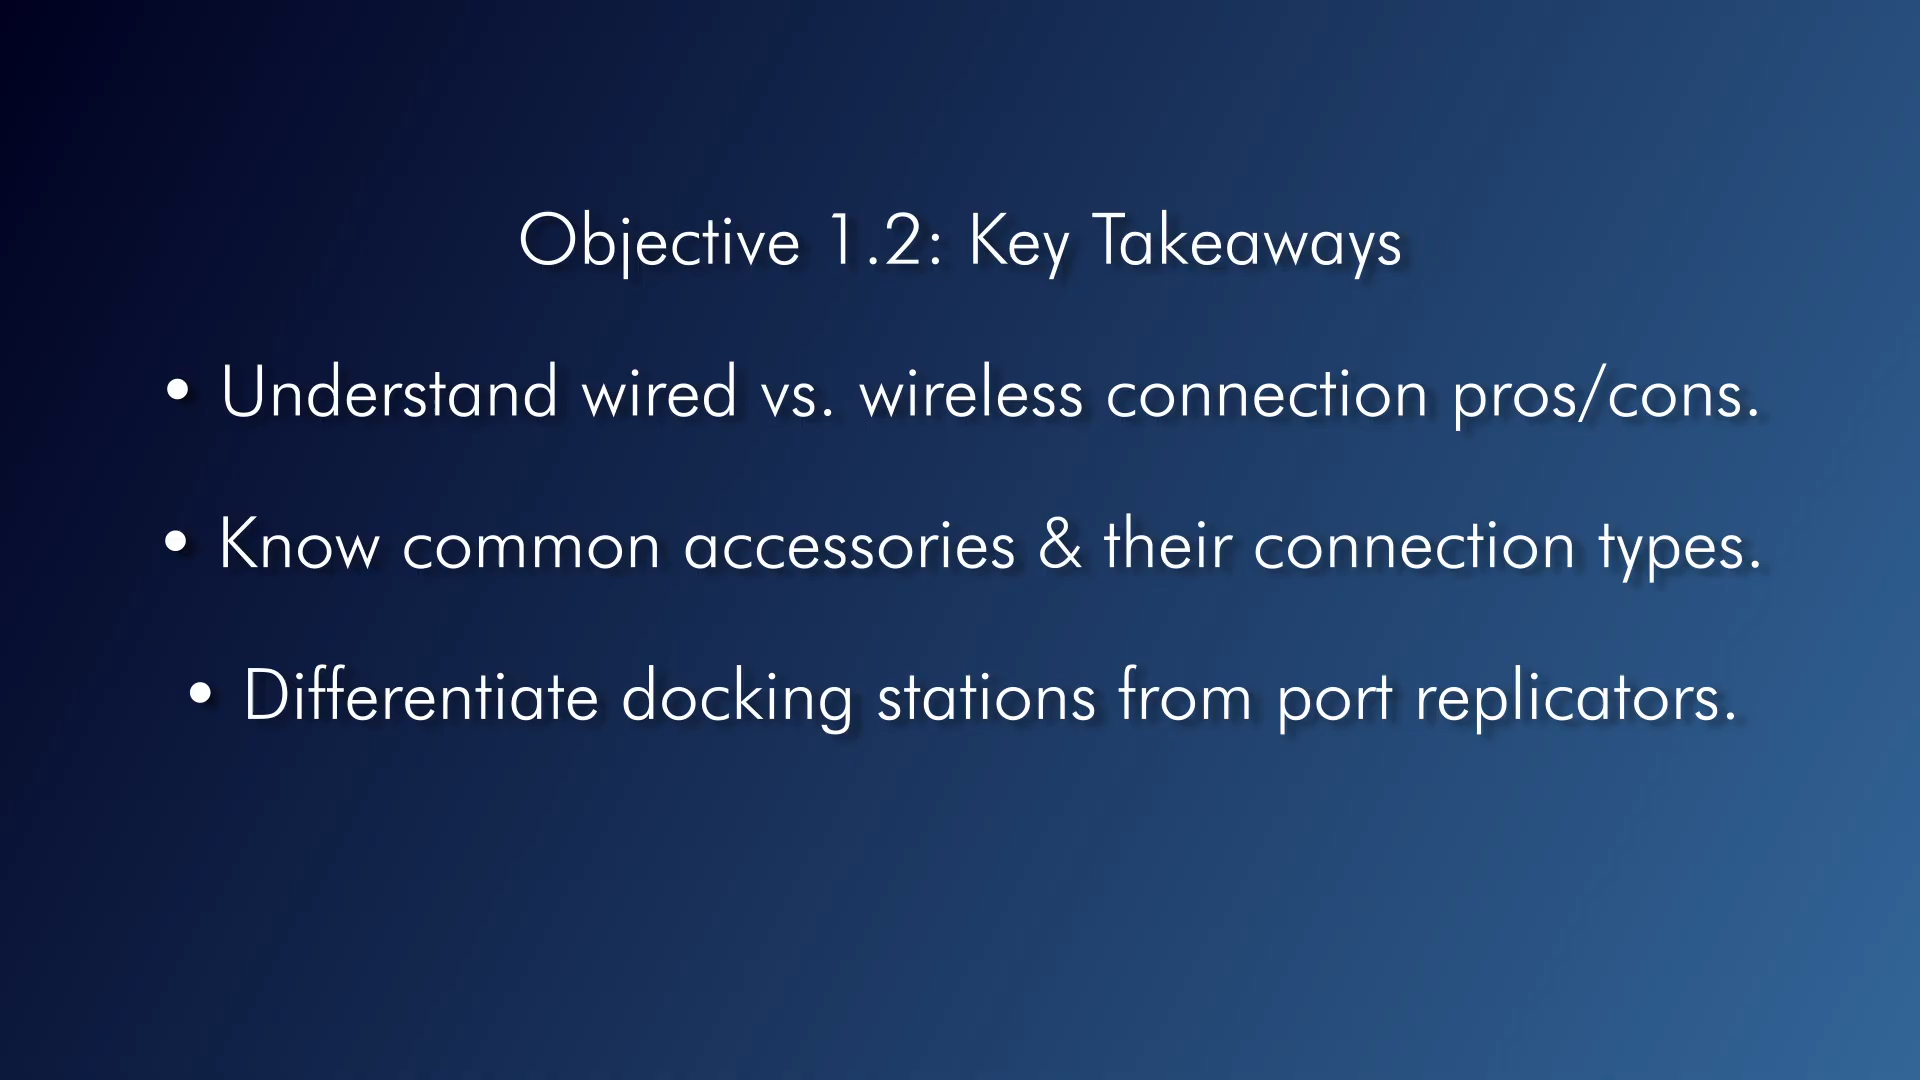 Objective 1.2: Key Takeaways
• Understand wired vs. wireless connection pros/cons.
• Know common accessories & their connection types.
• Differentiate docking stations from port replicators.